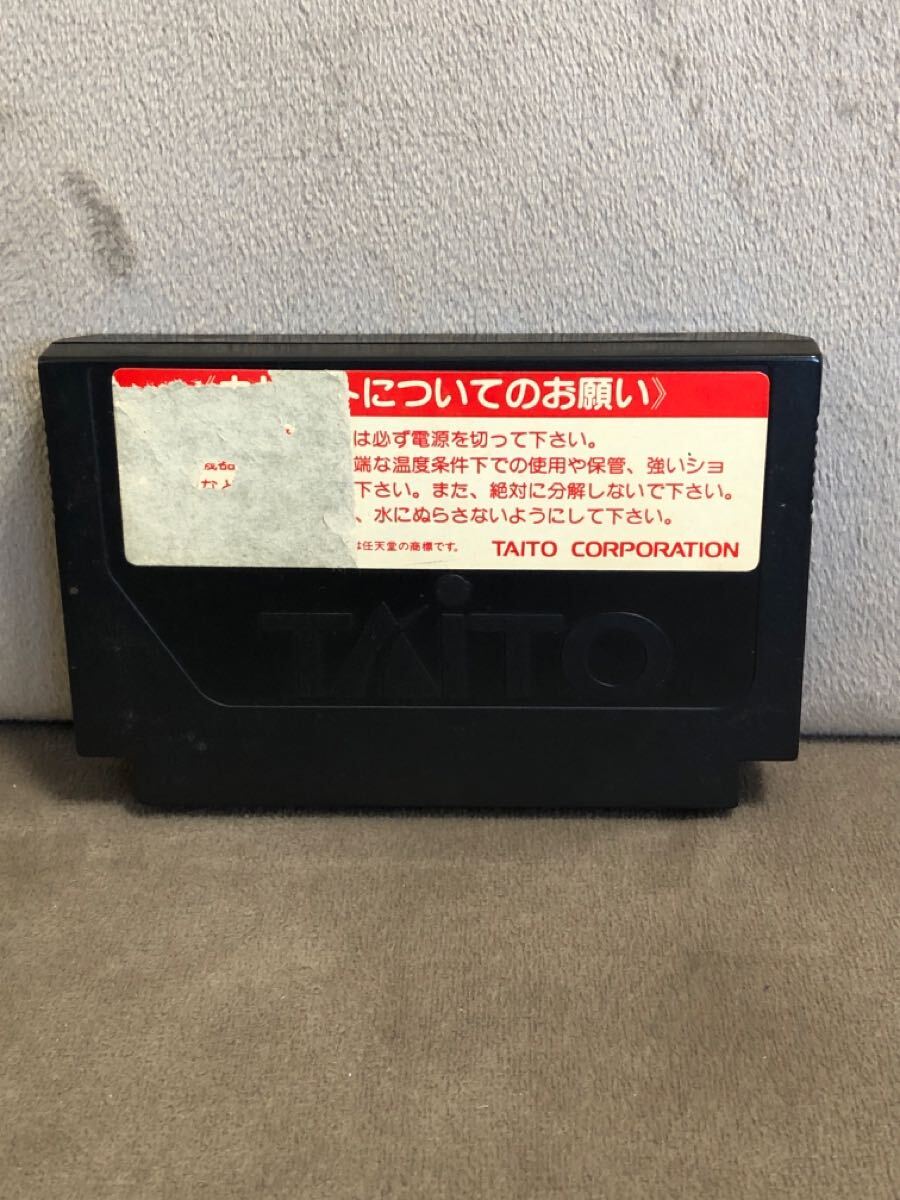 トについてのお願い》
は必ず電源を切って下さい。
端な温度条件下での使用や保管、強いショ
下さい。また、絶対に分解しないで下さい。
、水にぬらさないようにして下さい。
は任天堂の商標です。 TAITO CORPORATION
TAITO